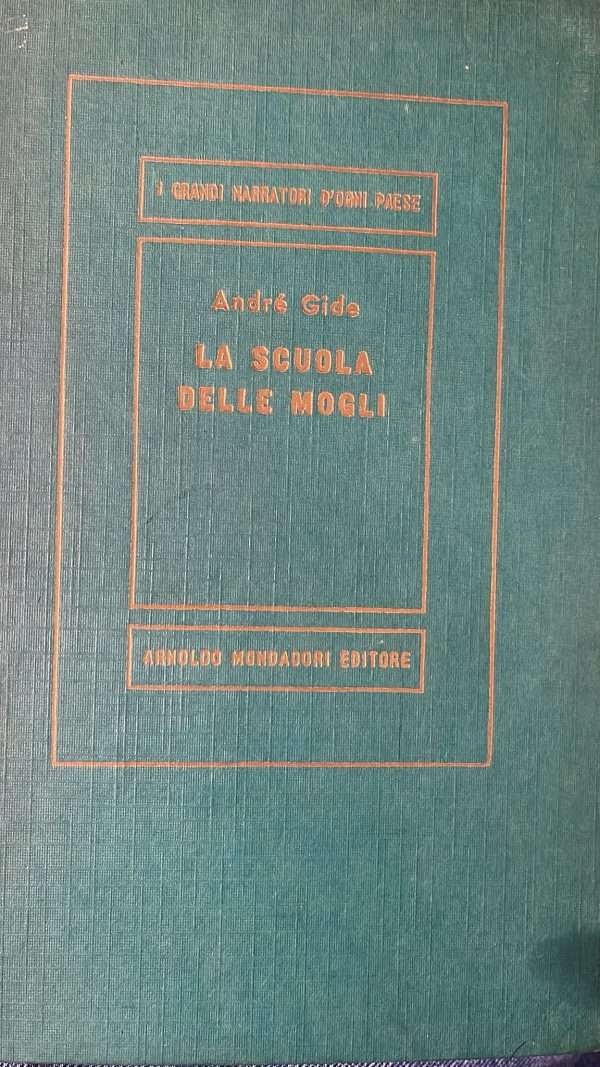 I GRANDI NARRATORI D'OGNI PAESE
André Gide
LA SCUOLA
DELLE MOGLI
ARNOLDO MONDADORI EDITORE